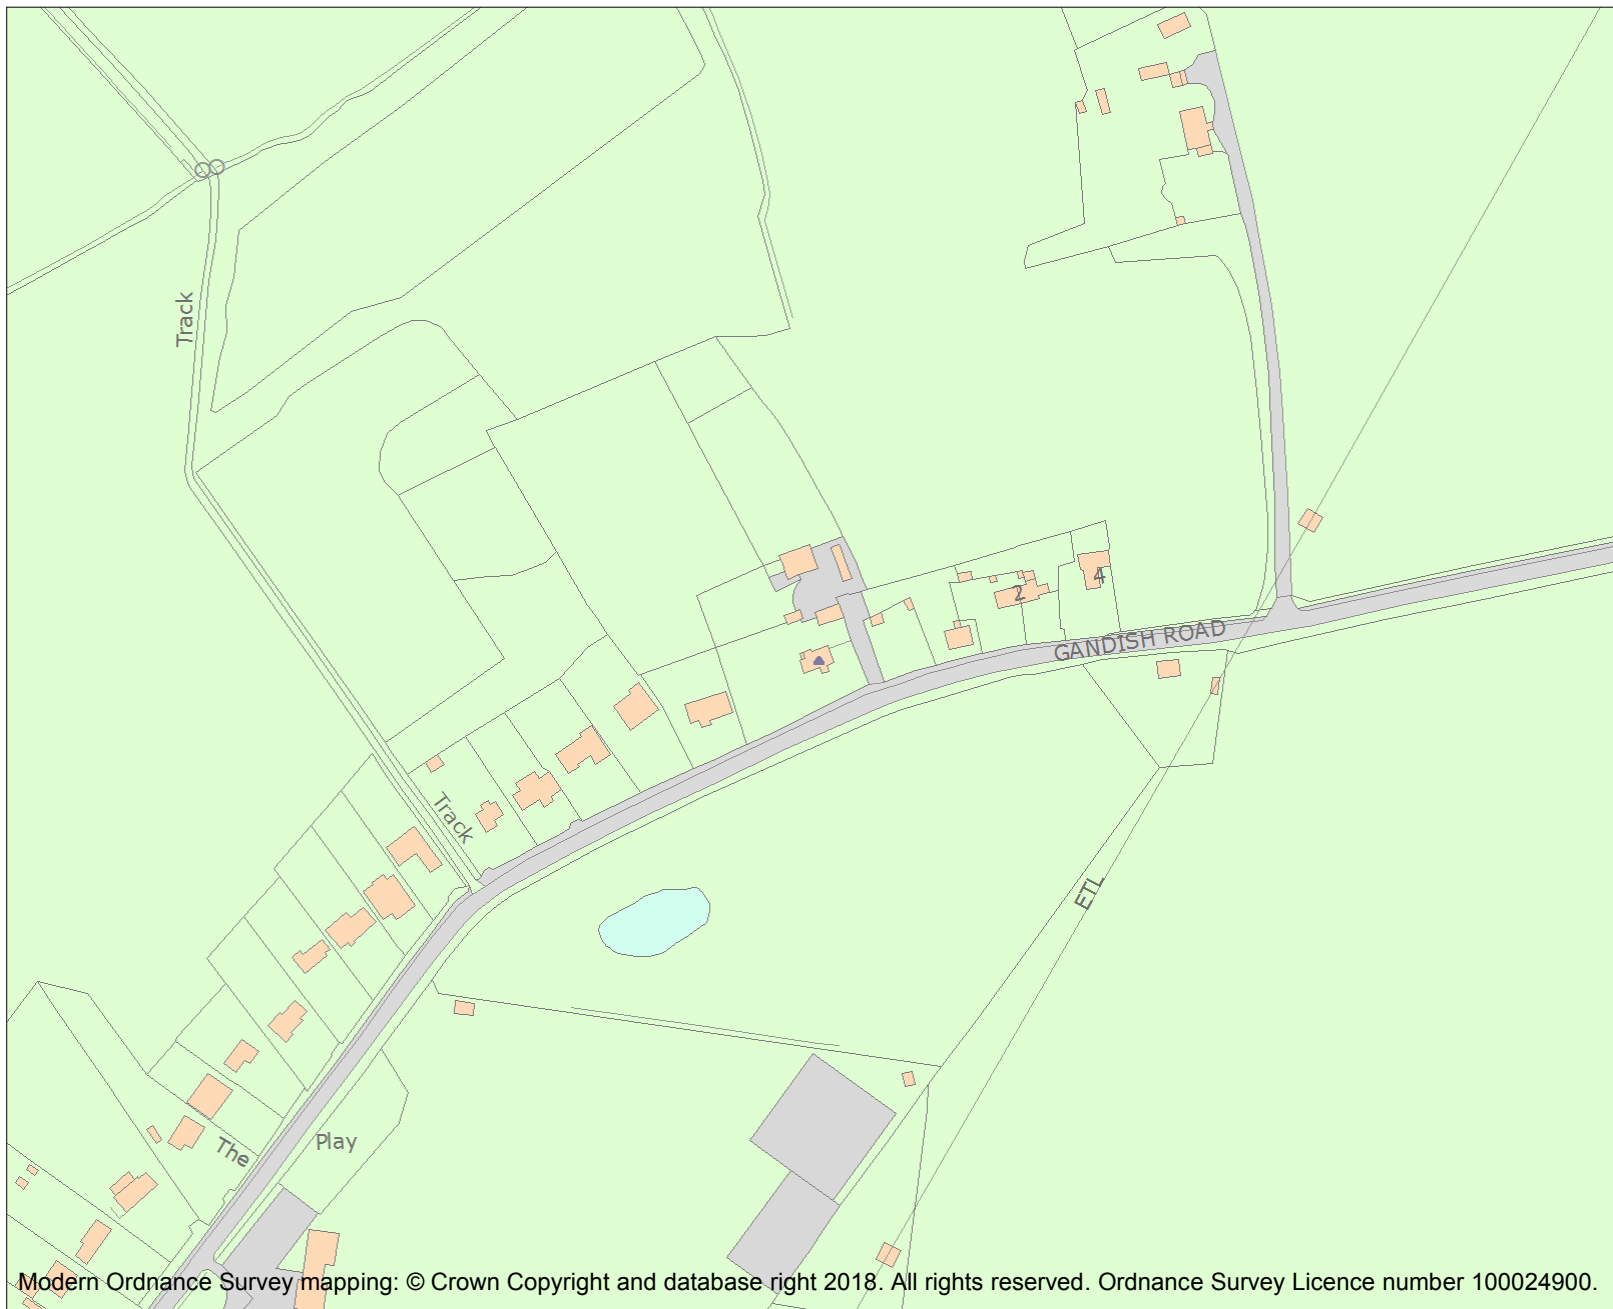 Track
2
4
GANDISH ROAD
Track
ETL
Play
The
Modern Ordnance Survey mapping: © Crown Copyright and database right 2018. All rights reserved. Ordnance Survey Licence number 100024900.